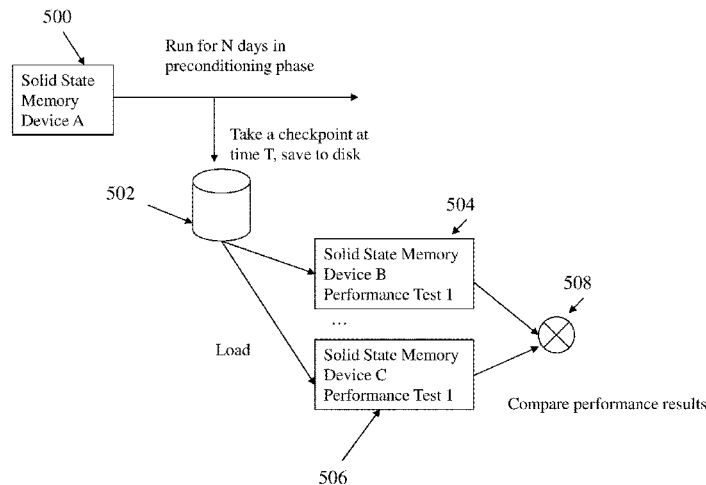 500
Run for N days in
preconditioning phase
Solid State
Memory
Device A
Take a checkpoint at
time T, save to disk
502
504
Solid State Memory
Device B
Performance Test 1
508
...
Load
Solid State Memory
Device C
Performance Test 1
Compare performance results
506